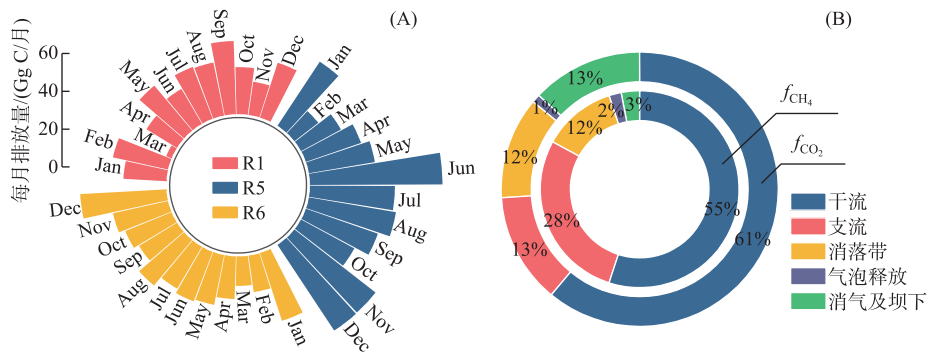 (A)
每月排放量/(Gg C/月)
60
40
20
0
Jan
Feb
Mar
Apr
May
Jun
Jul
Aug
Sep
Oct
Nov
Dec
Jan
Feb
Mar
Apr
May
Jun
Jul
Aug
Sep
Oct
Nov
Dec
Jan
Feb
Mar
Apr
May
Jun
Jul
Aug
Sep
Oct
Nov
Dec
R1
R5
R6
(B)
13%
1%
12%
13%
61%
3%
2%
12%
28%
55%
fCH₄
fCO₂
干流
支流
消落带
气泡释放
消气及坝下